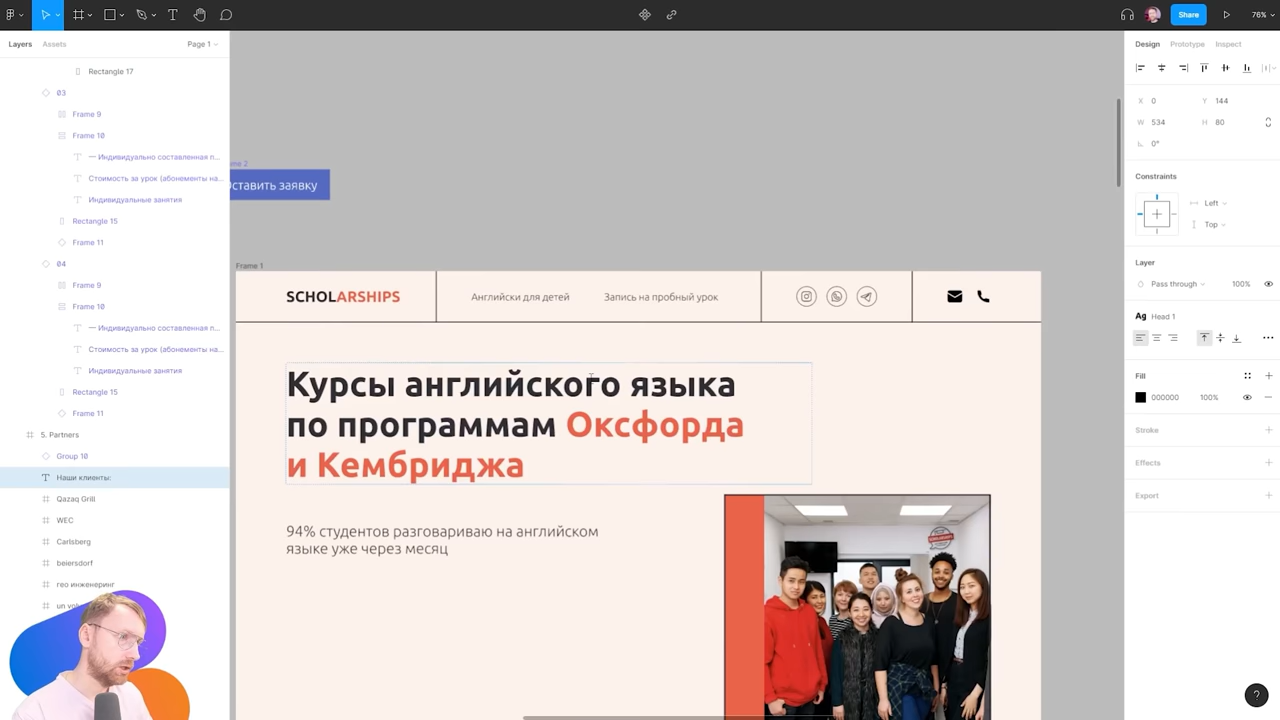 76%
Share
Layers
Assets
Page 1
Design
Prototype
Inspect
Rectangle 17
03
Frame 9
Frame 10
— Индивидуально составленная п...
Стоимость за урок (абонементы на...
Индивидуальные занятия
Rectangle 15
Frame 11
04
Frame 9
Frame 10
— Индивидуально составленная п...
Стоимость за урок (абонементы на...
Индивидуальные занятия
Rectangle 15
Frame 11
5. Partners
Group 10
Наши клиенты:
Qazaq Grill
WEC
Carlsberg
beiersdorf
гео инженеринг
ставить заявку
Frame 1
SCHOLARSHIPS
Английски для детей
Запись на пробный урок
Курсы английского языка
по программам Оксфорда
и Кембриджа
94% студентов разговариваю на английском
языке уже через месяц
X 0
Y 144
W 534
H 80
0°
Constraints
Left
Top
Layer
Pass through
100%
Ag Head 1
Fill
000000
100%
Stroke
Effects
Export
?